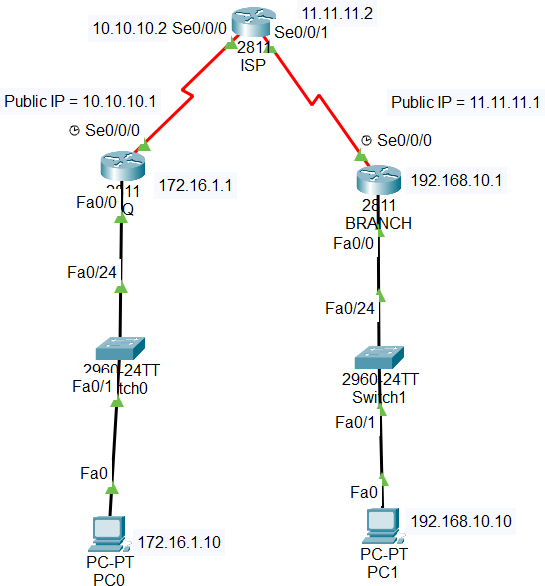 11.11.11.2
10.10.10.2 Se0/0/0
Se0/0/1
2811
ISP
Public IP = 10.10.10.1
Public IP = 11.11.11.1
Se0/0/0
Se0/0/0
172.16.1.1
192.168.10.1
Fa0/0
2811
BRANCH
Fa0/0
Fa0/24
Fa0/24
2960-24TT
2960-24TT
Switch1
Fa0/1
Fa0/1
Fa0
Fa0
172.16.1.10
192.168.10.10
PC-PT
PC0
PC-PT
PC1